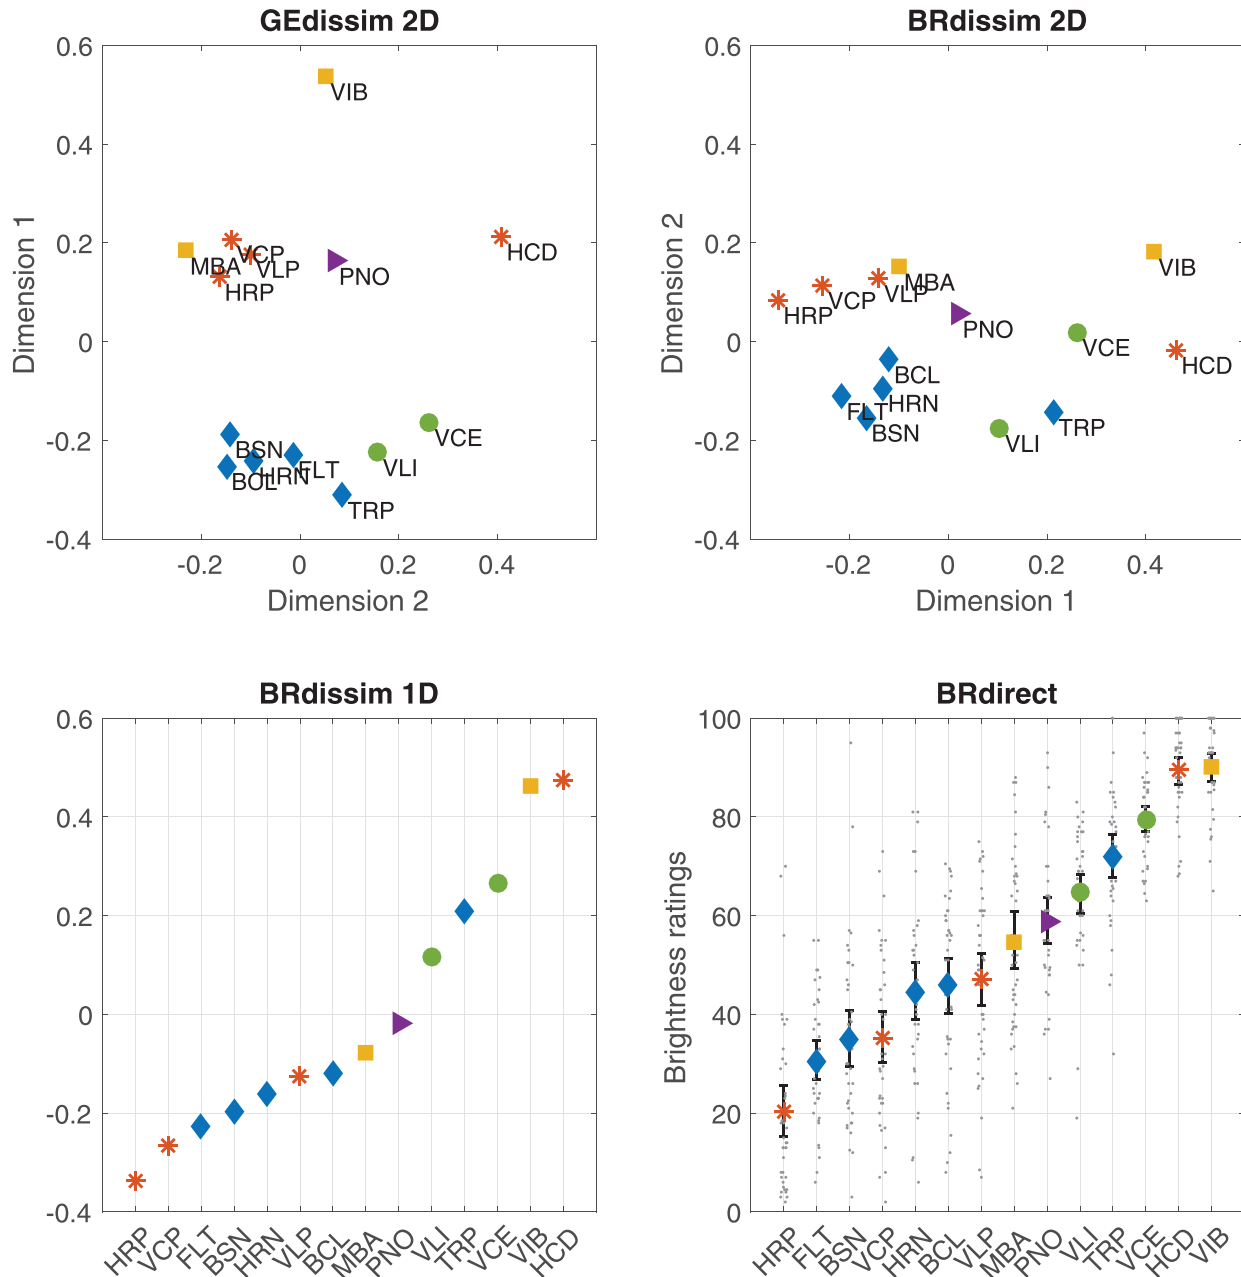 GEdissim 2D
0.6
0.4
0.2
0
-0.2
-0.4
Dimension 1
VIB
HCD
VCP
MBA
VLP
PNO
HRP
VCE
BSN
HRN
FLT
VLI
BCL
TRP
-0.2
0
0.2
0.4
Dimension 2
BRdissim 2D
0.6
0.4
0.2
0
-0.2
-0.4
Dimension 2
VIB
MBA
VLP
VCP
HRP
PNO
VCE
HCD
BCL
HRN
FLT
BSN
TRP
VLI
-0.2
0
0.2
0.4
Dimension 1
BRdissim 1D
0.6
0.4
0.2
0
-0.2
-0.4
HRP
VCP
FLT
BSN
HRN
VLP
BCL
MBA
PNO
VLI
TRP
VCE
VIB
HCD
BRdirect
100
80
60
40
20
0
Brightness ratings
HRP
FLT
BSN
VCP
HRN
BCL
VLP
MBA
PNO
VLI
TRP
VCE
HCD
VIB